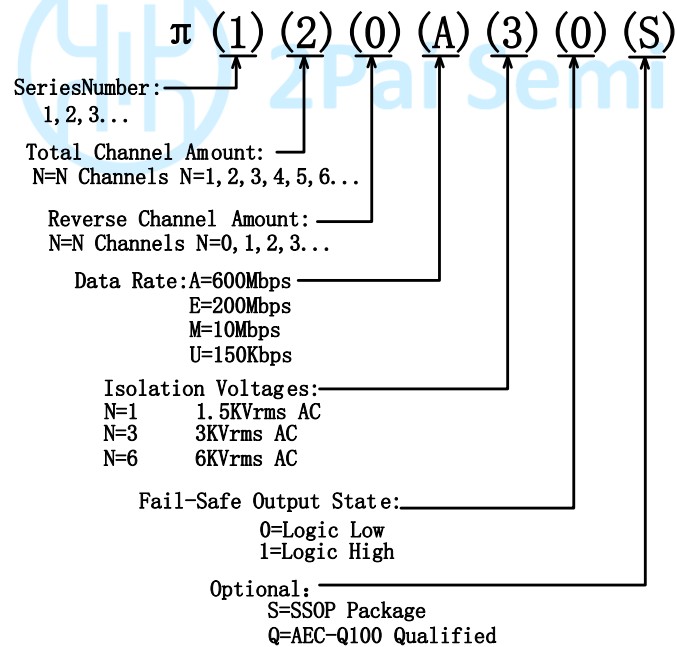 π (1) (2) (0) (A) (3) (0) (S)
2Pai Semi
SeriesNumber:
1,2,3...
Total Channel Amount:
N=N Channels N=1,2,3,4,5,6...
Reverse Channel Amount:
N=N Channels N=0,1,2,3...
Data Rate:A=600Mbps
E=200Mbps
M=10Mbps
U=150Kbps
Isolation Voltages:
N=1 1.5KVrms AC
N=3 3KVrms AC
N=6 6KVrms AC
Fail-Safe Output State:
0=Logic Low
1=Logic High
Optional:
S=SSOP Package
Q=AEC-Q100 Qualified